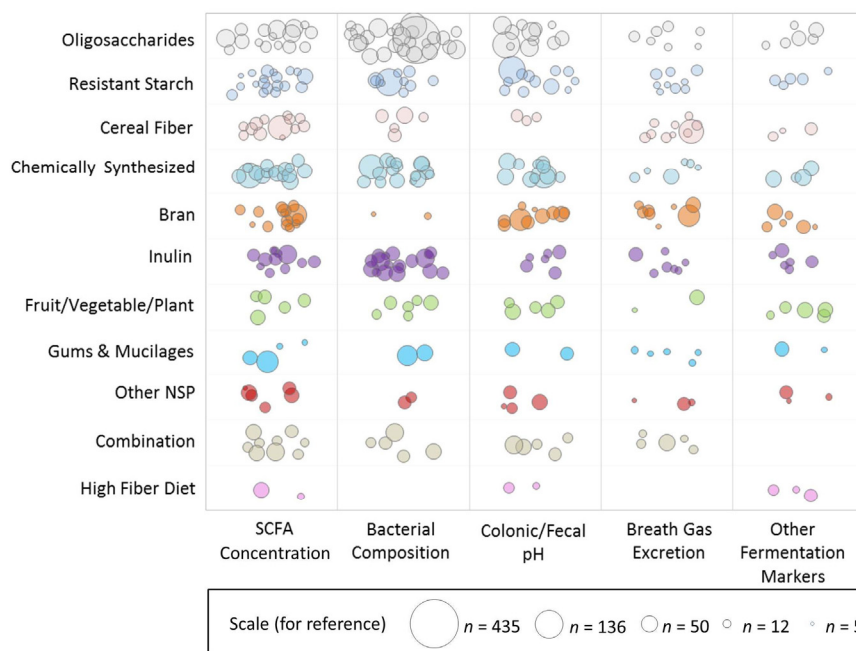 Oligosaccharides
Resistant Starch
Cereal Fiber
Chemically Synthesized
Bran
Inulin
Fruit/Vegetable/Plant
Gums & Mucilages
Other NSP
Combination
High Fiber Diet
SCFA
Concentration
Bacterial
Composition
Colonic/Fecal
pH
Breath Gas
Excretion
Other
Fermentation
Markers
Scale (for reference) n = 435 n = 136 n = 50 n = 12 n = 5